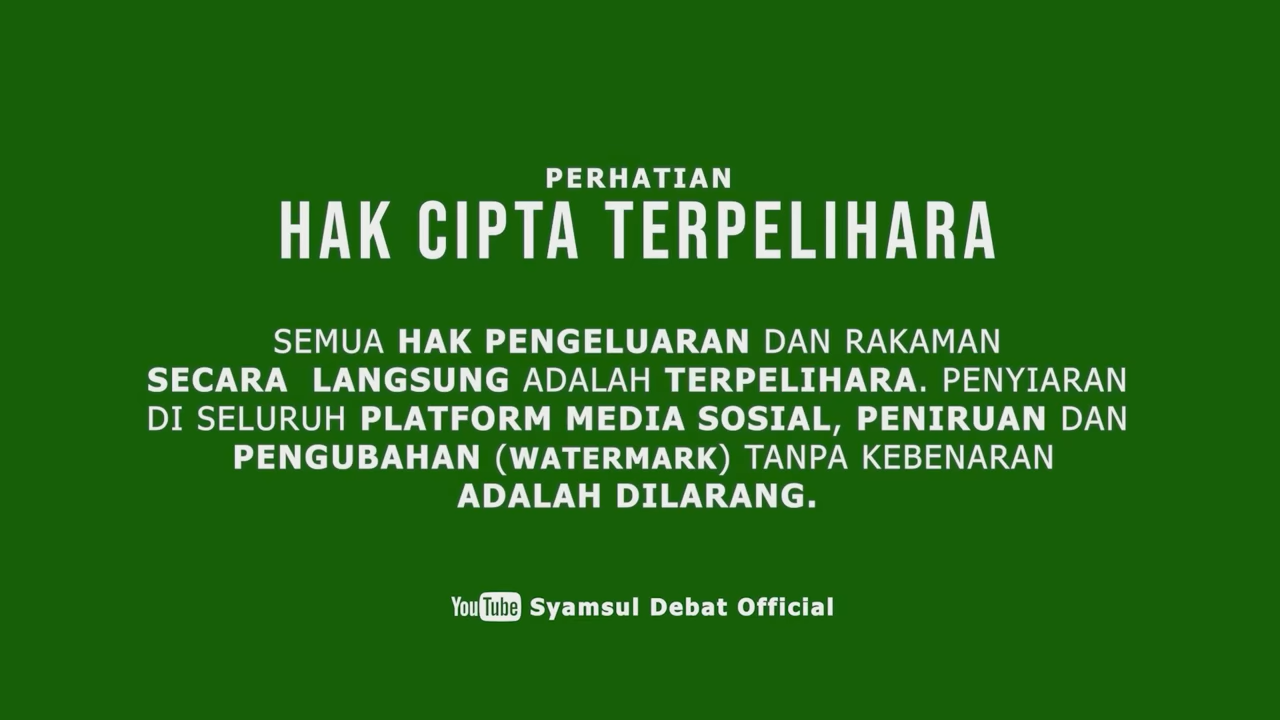 PERHATIAN
HAK CIPTA TERPELIHARA
SEMUA HAK PENGELUARAN DAN RAKAMAN
SECARA LANGSUNG ADALAH TERPELIHARA. PENYIARAN
DI SELURUH PLATFORM MEDIA SOSIAL, PENIRUAN DAN
PENGUBAHAN (WATERMARK) TANPA KEBENARAN
ADALAH DILARANG.
YouTube Syamsul Debat Official